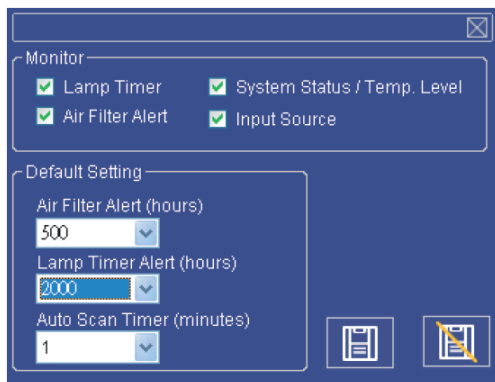 Monitor
Lamp Timer
System Status / Temp. Level
Air Filter Alert
Input Source
Default Setting
Air Filter Alert (hours)
500
Lamp Timer Alert (hours)
2000
Auto Scan Timer (minutes)
1